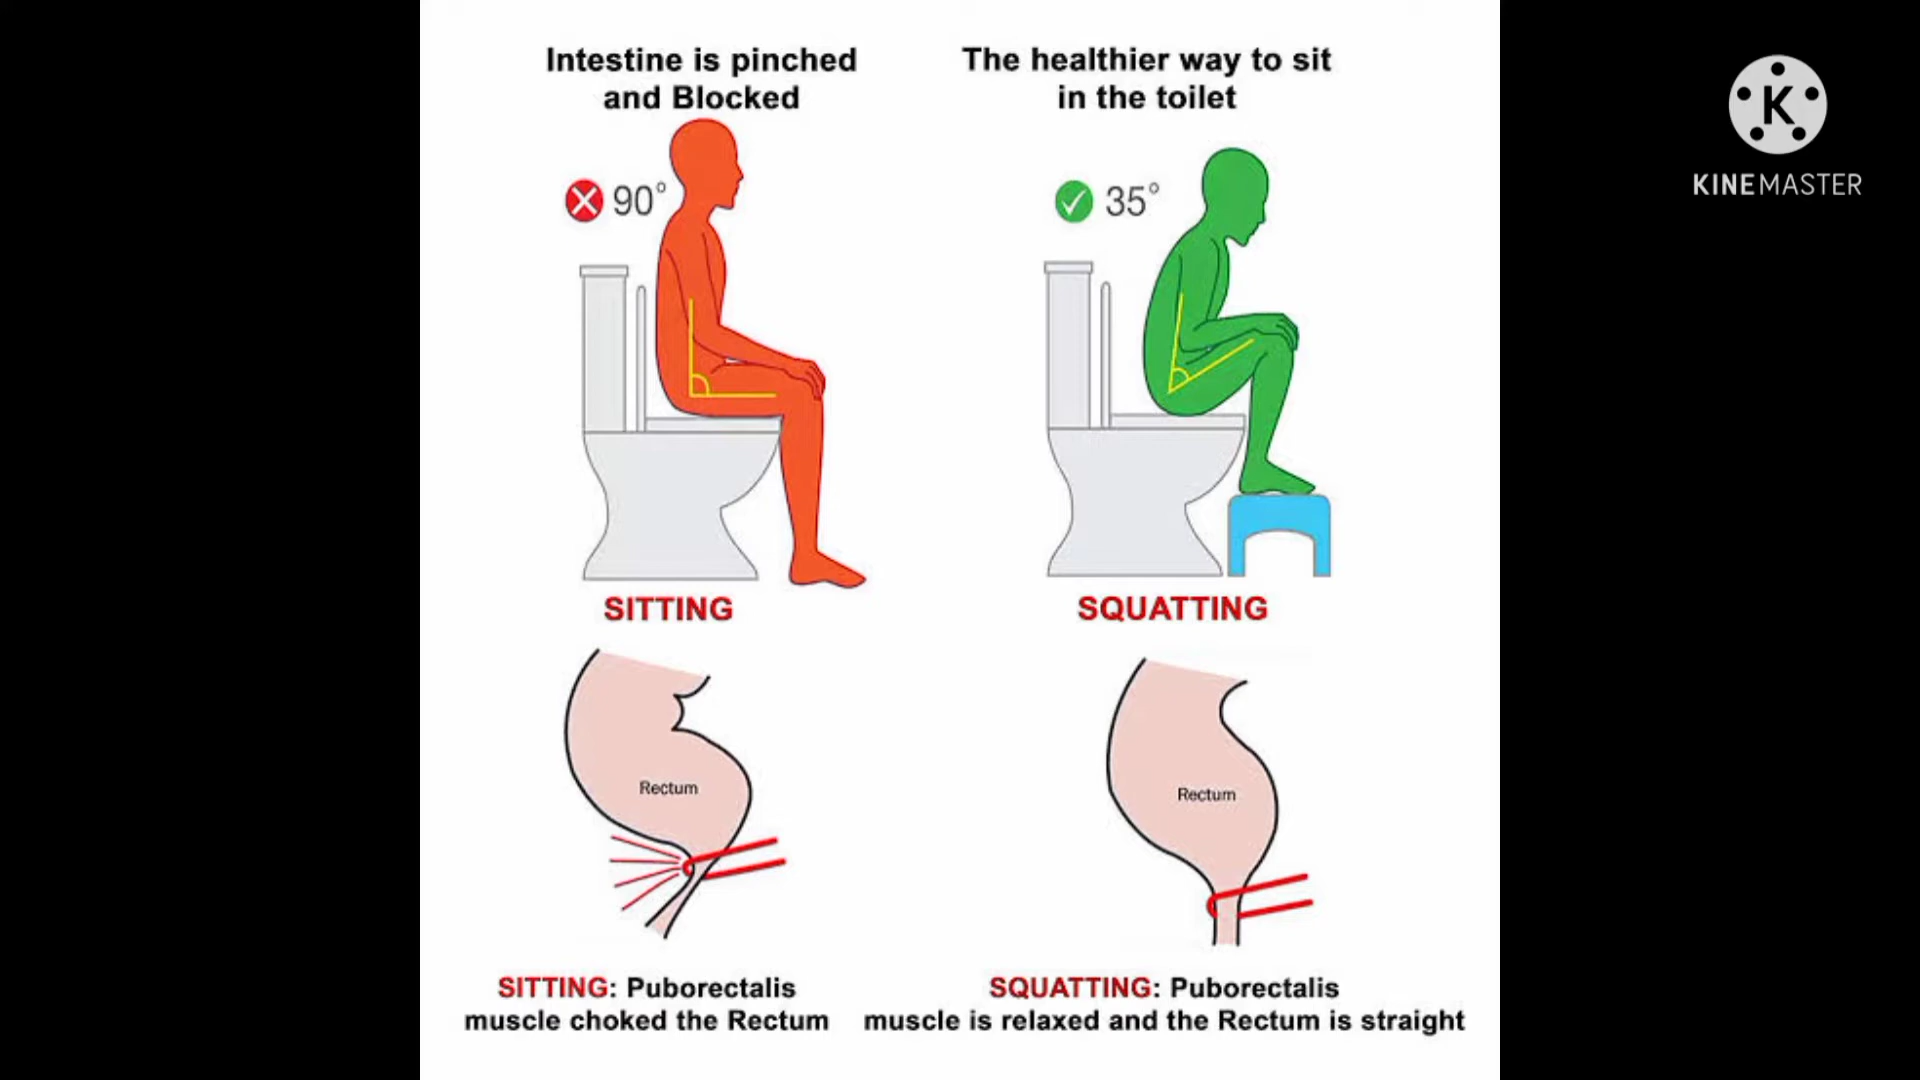 Intestine is pinched
and Blocked
The healthier way to sit
in the toilet
90°
35°
SITTING
SQUATTING
Rectum
Rectum
SITTING: Puborectalis
muscle choked the Rectum
SQUATTING: Puborectalis
muscle is relaxed and the Rectum is straight
K
KINEMASTER